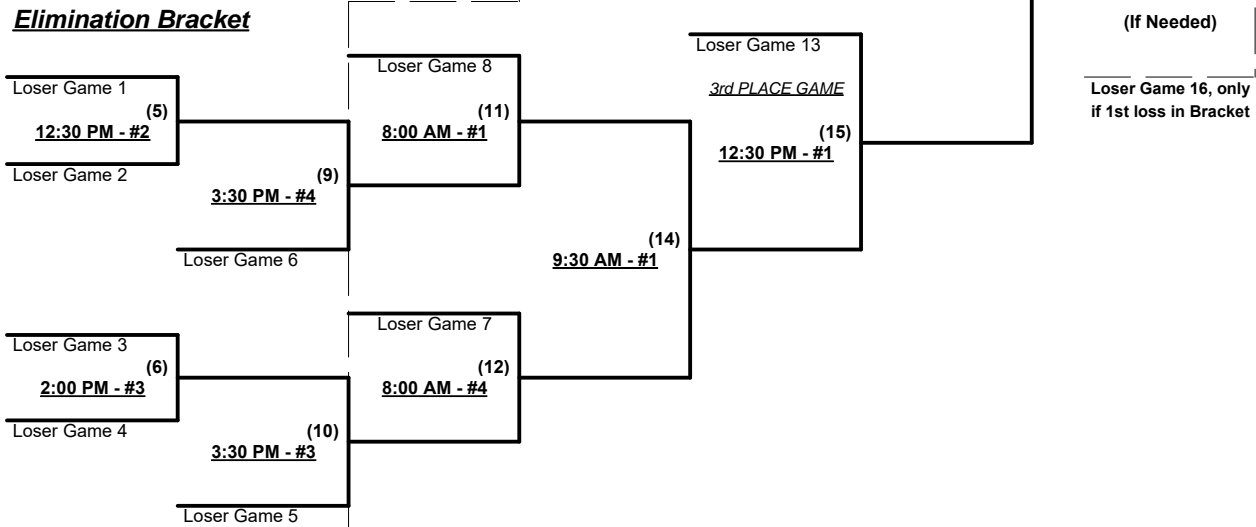 Elimination Bracket
(If Needed)
Loser Game 13
Loser Game 8
3rd PLACE GAME
Loser Game 1
Loser Game 16, only
if 1st loss in Bracket
(5)
12:30 PM - #2
(11)
8:00 AM - #1
(15)
12:30 PM - #1
Loser Game 2
(9)
3:30 PM - #4
(14)
9:30 AM - #1
Loser Game 6
Loser Game 7
Loser Game 3
(6)
2:00 PM - #3
(12)
8:00 AM - #4
Loser Game 4
(10)
3:30 PM - #3
Loser Game 5